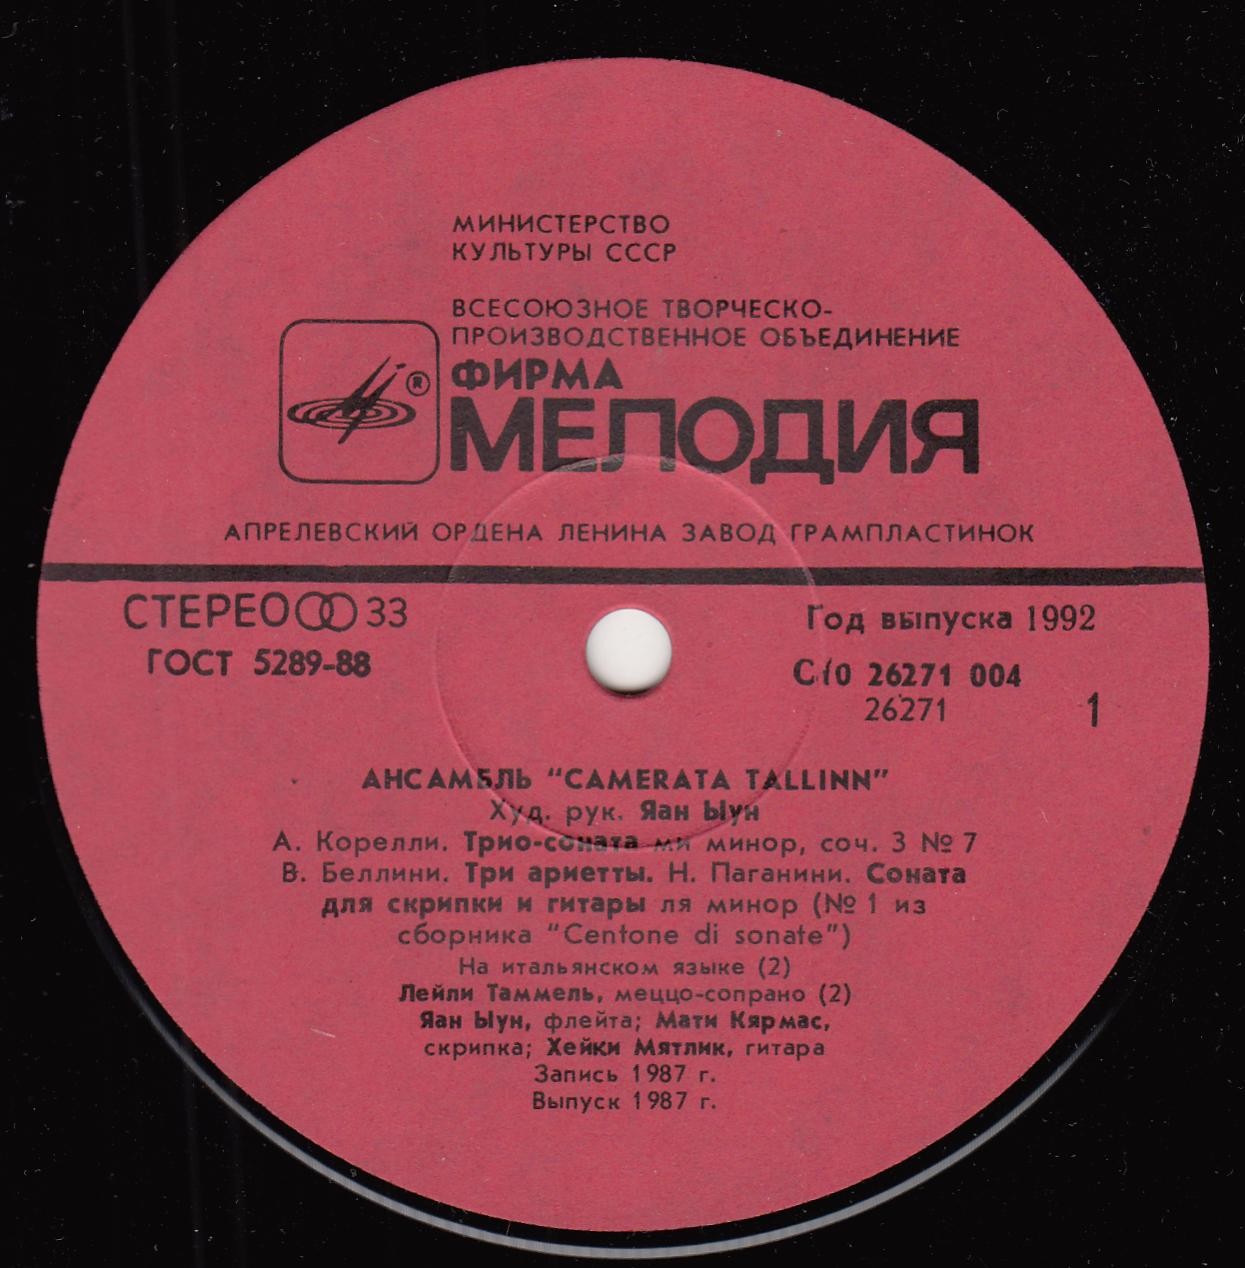 МИНИСТЕРСТВО
КУЛЬТУРЫ СССР
ВСЕСОЮЗНОЕ ТВОРЧЕСКО-
ПРОИЗВОДСТВЕННОЕ ОБЪЕДИНЕНИЕ
ФИРМА
®
МЕЛОДИЯ
АПРЕЛЕВСКИЙ ОРДЕНА ЛЕНИНА ЗАВОД ГРАМПЛАСТИНОК
СТЕРЕО 33
Год выпуска 1992
ГОСТ 5289-88
С10 26271 004
26271
1
АНСАМБЛЬ "CAMERATA TALLINN"
Худ. рук. Яан Ыун
А. Корелли. Трио-соната ми минор, соч. 3 № 7
В. Беллини. Три ариетты. Н. Паганини. Соната
для скрипки и гитары ля минор (№ 1 из
сборника "Centone di sonate")
На итальянском языке (2)
Лейли Таммель, меццо-сопрано (2)
Яан Ыун, флейта; Мати Кярмас,
скрипка; Хейки Мятлик, гитара
Запись 1987 г.
Выпуск 1987 г.